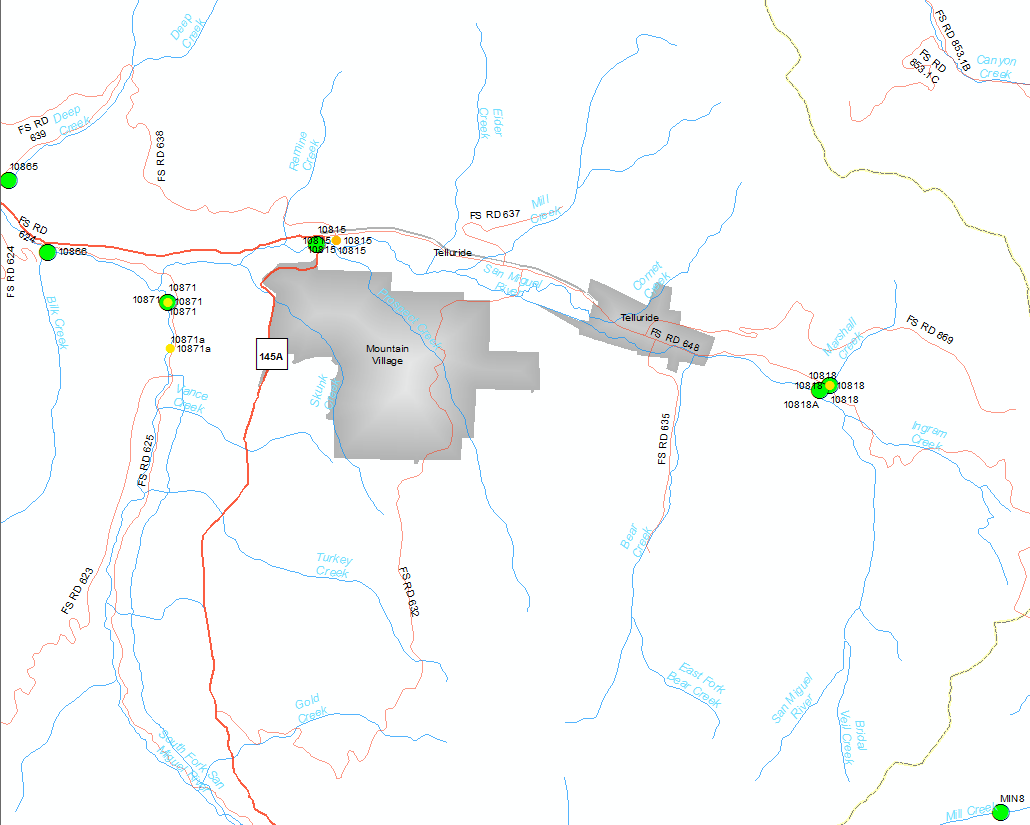 Deep
Creek
FS RD 853.1B
FS RD
853.1C
Canyon
Creek
FS RD
639
Deep
Creek
FS RD 638
Remine
Creek
Elder
Creek
10865
FS RD
624
FS RD 624
10866
10815
10815
10815
10815
10815
FS RD 637
Mill
Creek
Telluride
San Miguel
River
Cornet
Creek
Telluride
FS RD 648
10871
10871
10871
10871
10871a
10871a
Bilk Creek
Prospect Creek
Mountain
Village
145A
Skunk
Vance
Creek
Marshall
Creek
FS RD 869
10818
10818
10818
10818
10818A
Ingram
Creek
FS RD 625
FS RD 635
Bear
Creek
Turkey
Creek
FS RD 623
FS RD 632
East Fork
Bear Creek
San Miguel
River
Bridal
Veil Creek
Gold
Creek
South Fork San
Miguel River
MIN8
Mill Creek